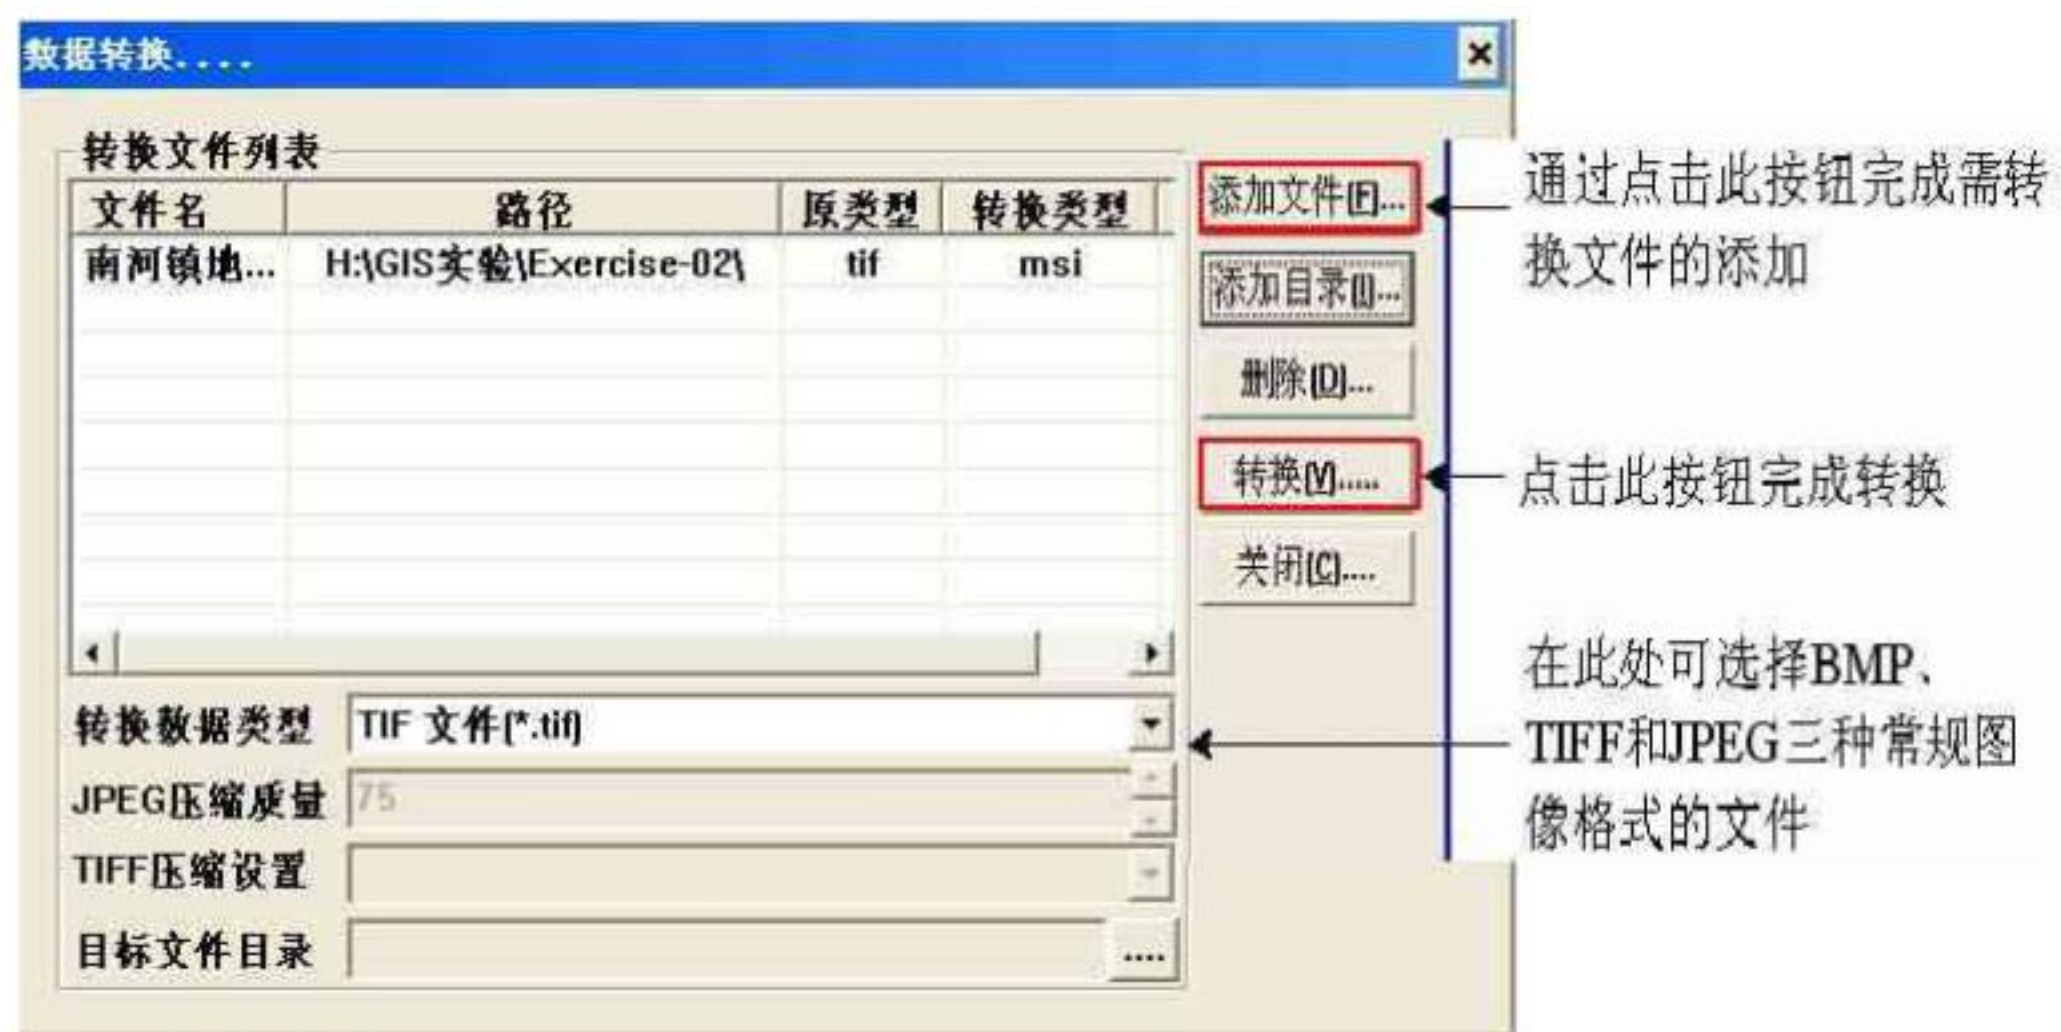 数据转换....
转换文件列表
文件名 路径 原类型 转换类型
南河镇地... H:\GIS实验\Exercise-02\ tif msi
添加文件(F)...
添加目录(I)...
删除(D)...
转换(V).....
关闭(C)....
转换数据类型 TIF 文件(*.tif)
JPEG压缩质量 75
TIFF压缩设置
目标文件目录 ....
通过点击此按钮完成需转
换文件的添加
点击此按钮完成转换
在此处可选择BMP、
TIFF和JPEG三种常规图
像格式的文件